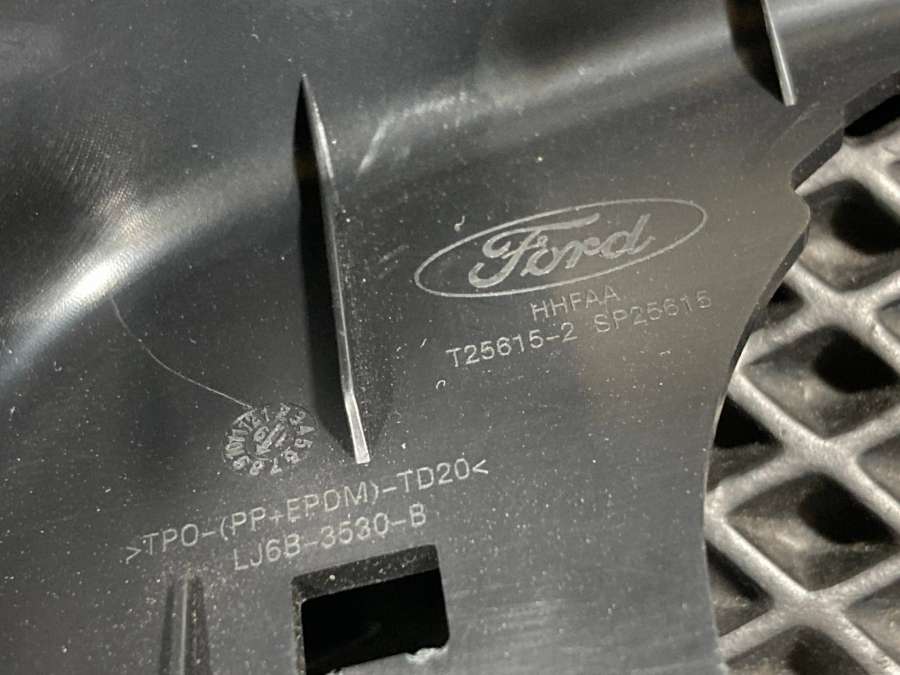 Ford
HHFAA
T25615-2 SP25615
>TPO-(PP+EPDM)-TD20<
LJ6B-3530-B